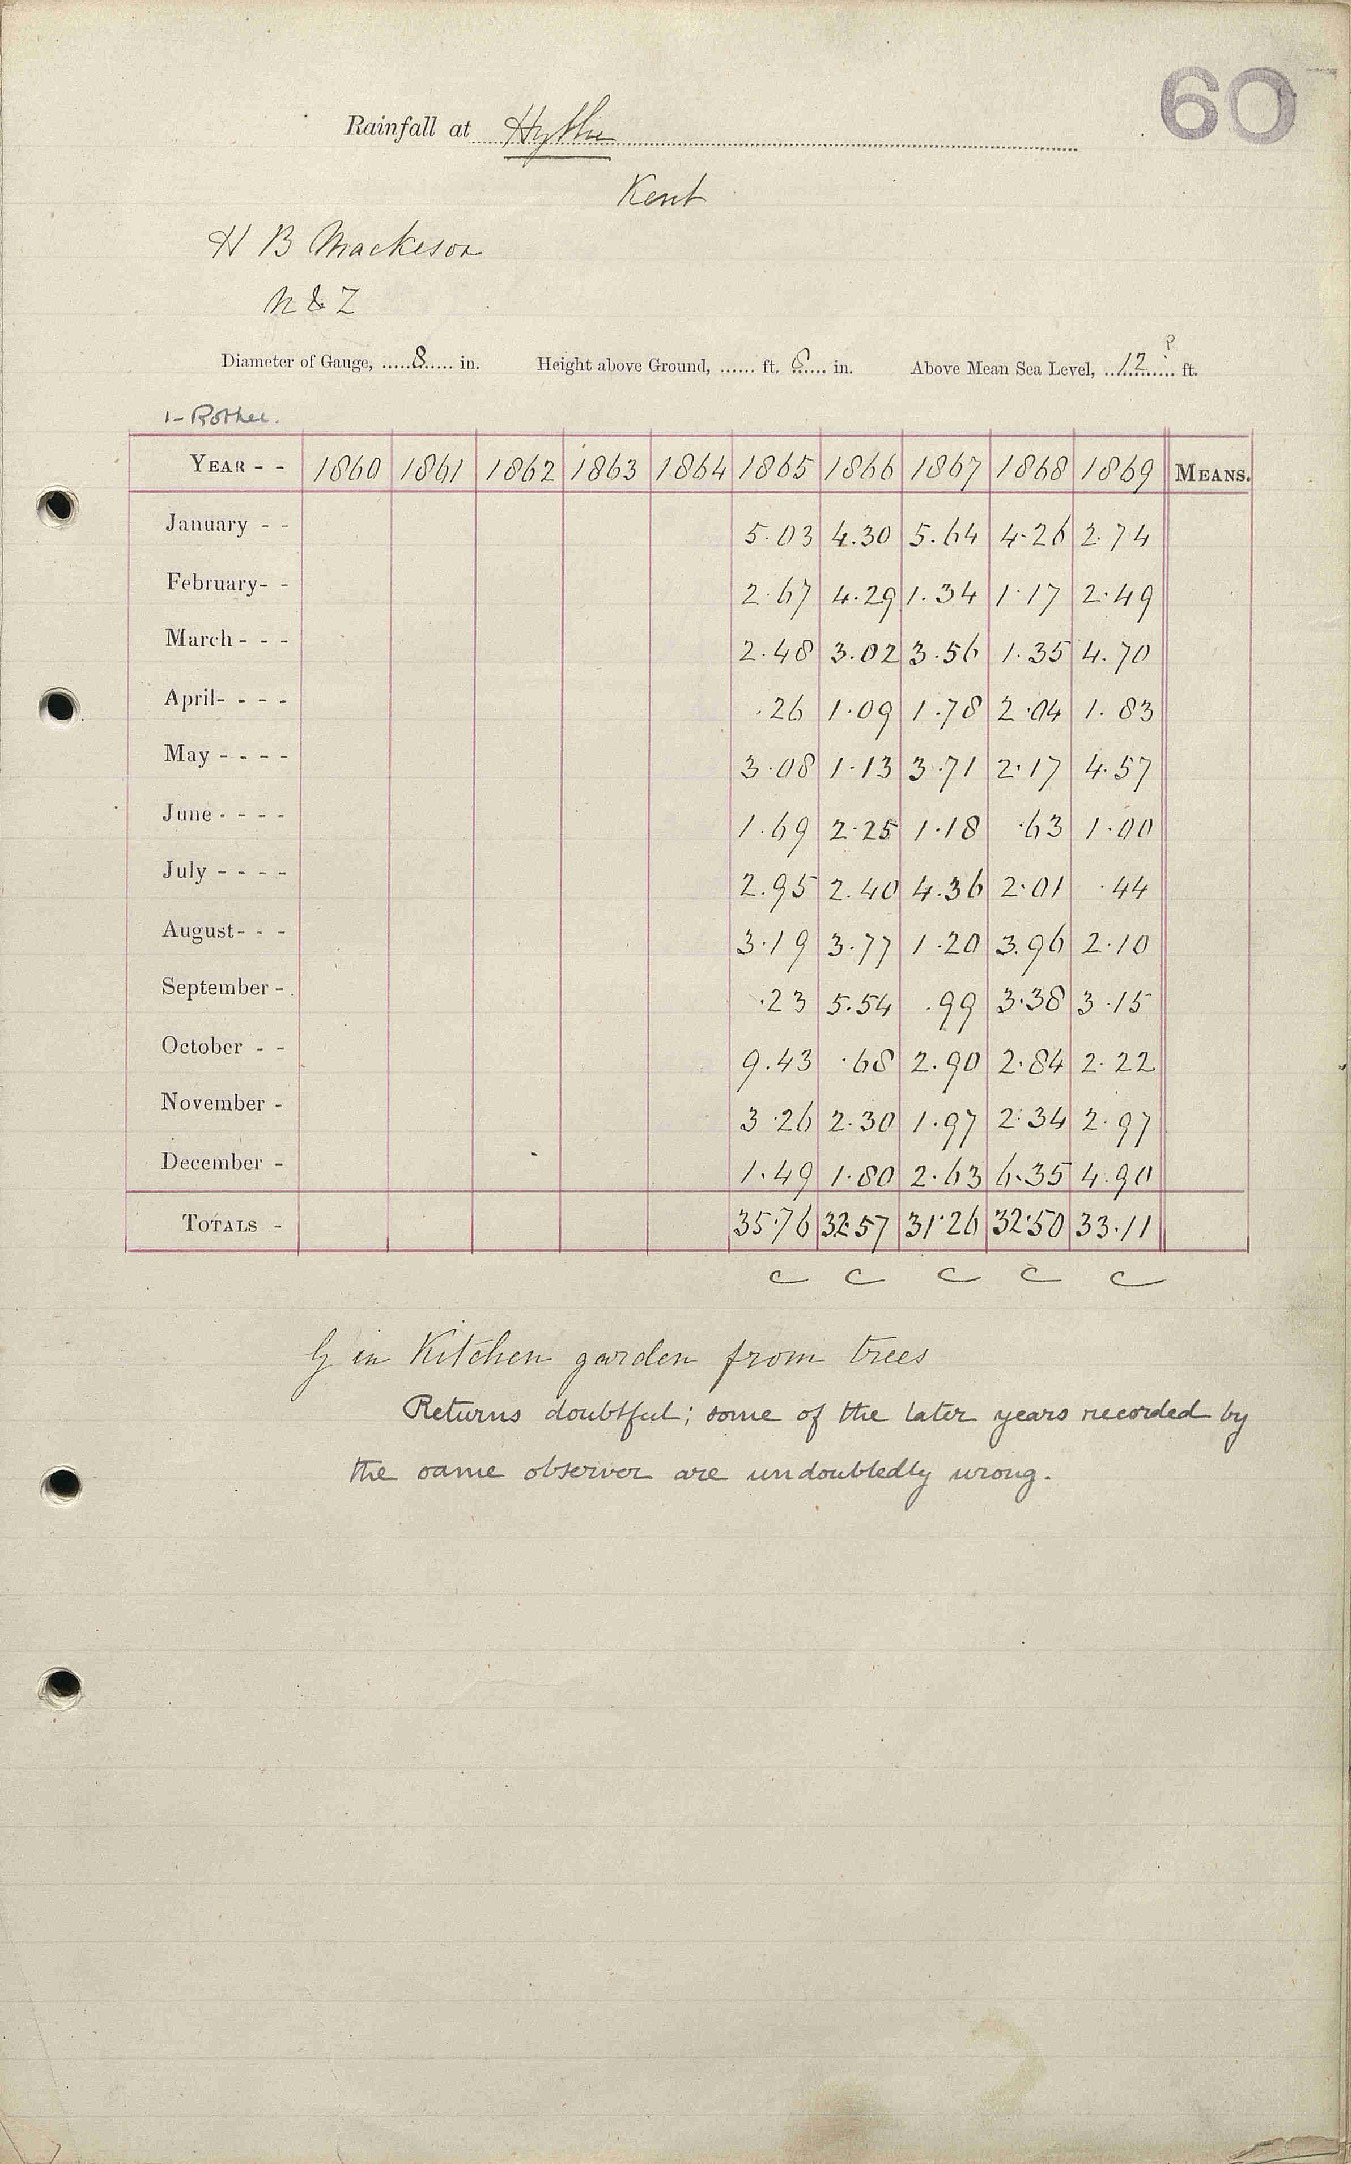 60
Rainfall at Hythe
Kent
H B Mackeson
N & Z
Diameter of Gauge, 8 in. Height above Ground, ft. in. Above Mean Sea Level, 12 ? ft.
1 - Rother.
YEAR - - 1860 1861 1862 1863 1864 1865 1866 1867 1868 1869 MEANS.
January - - 5.03 4.30 5.64 4.26 2.74
February - - 2.67 4.29 1.34 1.17 2.49
March - - - 2.48 3.02 3.56 1.35 4.70
April - - - - .26 1.09 1.78 2.04 1.83
May - - - - 3.08 1.13 3.71 2.17 4.57
June - - - - 1.69 2.25 1.18 .63 1.00
July - - - - 2.95 2.40 4.36 2.01 .44
August - - - 3.19 3.77 1.20 3.96 2.10
September - .23 5.54 .99 3.38 3.15
October - - 9.43 .68 2.90 2.84 2.22
November - 3.26 2.30 1.97 2.34 2.97
December - 1.49 1.80 2.63 6.35 4.90
TOTALS - 35.76 32.57 31.26 32.50 33.11
c c c c c
G in Kitchen garden from trees
Returns doubtful; some of the later years recorded by
the same observer are undoubtedly wrong.